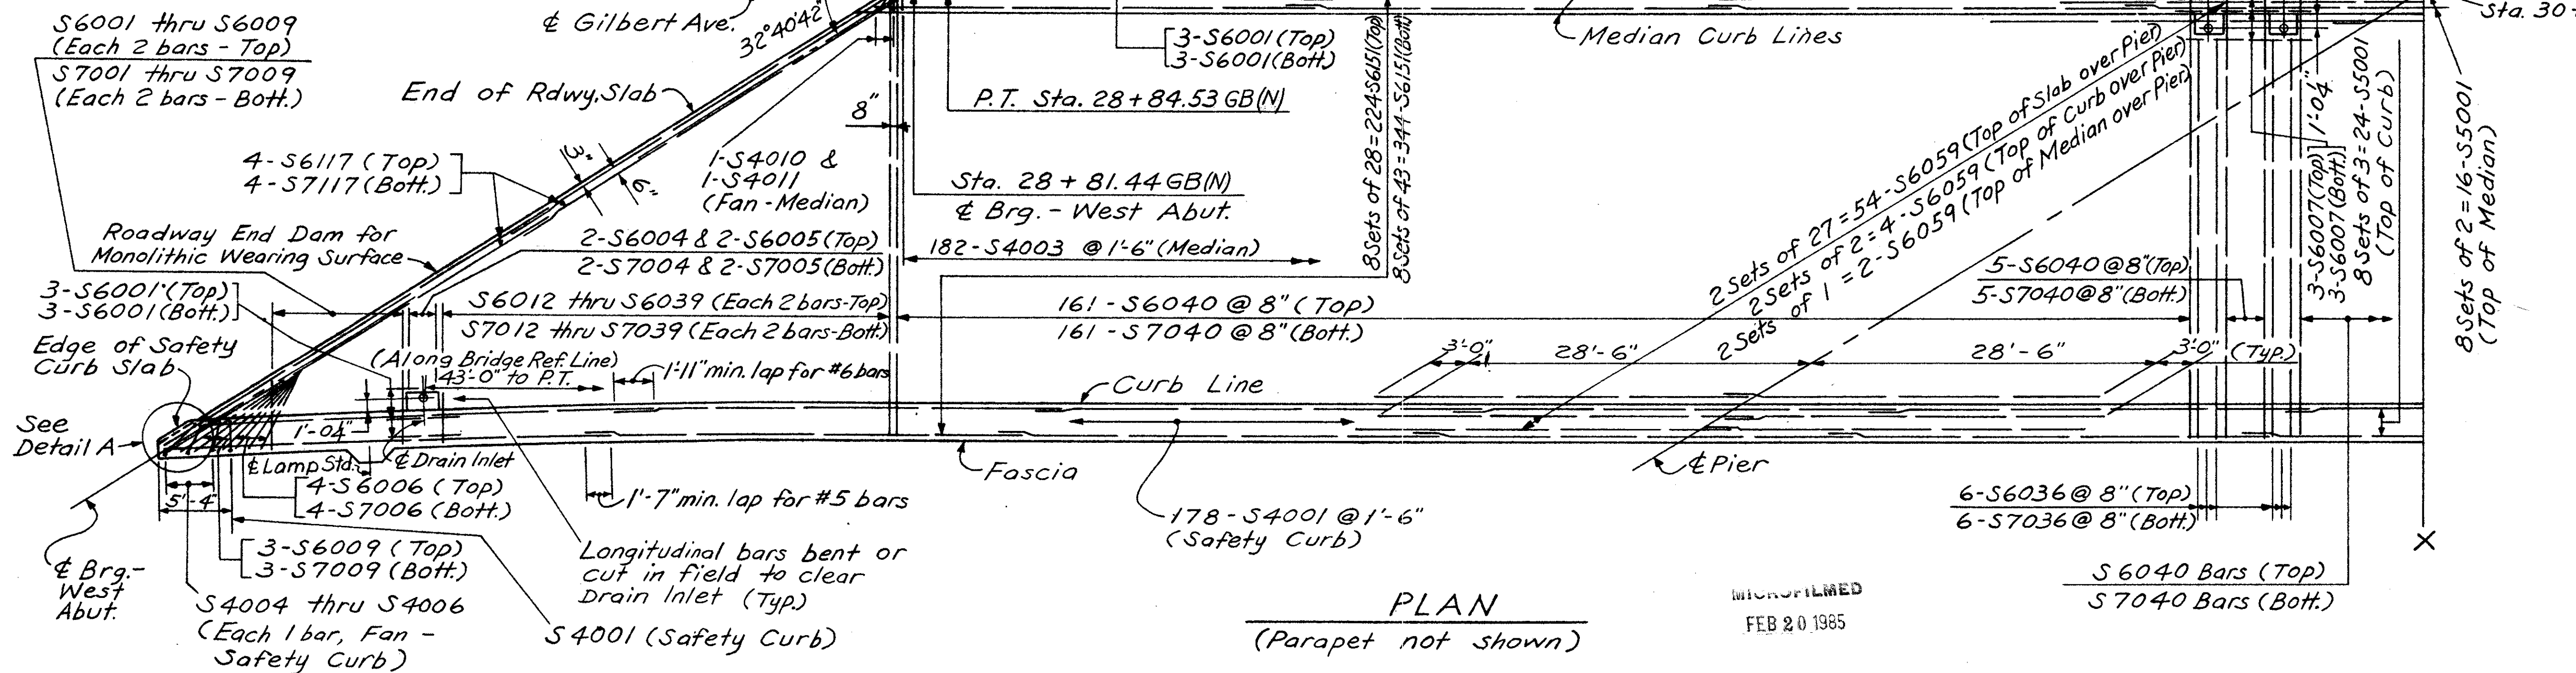 S6001 thru S6009
(Each 2 bars - Top)
S7001 thru S7009
(Each 2 bars - Bott.)
℄ Gilbert Ave.
32°40'42"
End of Rdwy. Slab
8"
3"
6"
4-S6117 (Top)
4-S7117 (Bott.)
1-S4010 &
1-S4011
(Fan-Median)
Roadway End Dam for
Monolithic Wearing Surface
3-S6001 (Top)
3-S6001 (Bott.)
P.T. Sta. 28+84.53 GB(N)
Sta. 28 + 81.44 GB(N)
℄ Brg. - West Abut.
182-S4003 @ 1'-6" (Median)
2-S6004 & 2-S6005 (Top)
2-S7004 & 2-S7005 (Bott.)
8 Sets of 28=224-S6151 (Top)
8 Sets of 43=344-S6151 (Bott)
Median Curb Lines
Sta. 30
2 Sets of 27=54-S6059 (Top of Slab over Pier)
2 Sets of 2=4-S6059 (Top of Curb over Pier)
2 Sets of 1=2-S6059 (Top of Median over Pier)
3-S6007 (Top)
3-S6007 (Bott.)
8 Sets of 3=24-S5001
(Top of Curb)
8 Sets of 2=16-S5001
(Top of Median)
3-S6001 (Top)
3-S6001 (Bott.)
S6012 thru S6039 (Each 2 bars-Top)
S7012 thru S7039 (Each 2 bars-Bott.)
161-S6040 @ 8" (Top)
161-S7040 @ 8" (Bott.)
5-S6040 @ 8" (Top)
5-S7040 @ 8" (Bott.)
Edge of Safety
Curb Slab
(Along Bridge Ref. Line)
43'-0" to P.T.
1'-11" min. lap for #6 bars
3'-0"
28'-6"
28'-6"
3'-0" (Typ.)
Curb Line
See
Detail A
℄ Lamp Std.
℄ Drain Inlet
5'-4"
4-S6006 (Top)
4-S7006 (Bott.)
1'-7" min. lap for #5 bars
Fascia
℄ Pier
178-S4001 @ 1'-6"
(Safety Curb)
6-S6036 @ 8" (Top)
6-S7036 @ 8" (Bott.)
3-S6009 (Top)
3-S7009 (Bott.)
℄ Brg.-
West
Abut.
S4004 thru S4006
(Each 1 bar, Fan -
Safety Curb)
Longitudinal bars bent or
cut in field to clear
Drain Inlet (Typ.)
S4001 (Safety Curb)
X
S6040 Bars (Top)
S7040 Bars (Bott.)
PLAN
(Parapet not shown)
MICROFILMED
FEB 20 1985